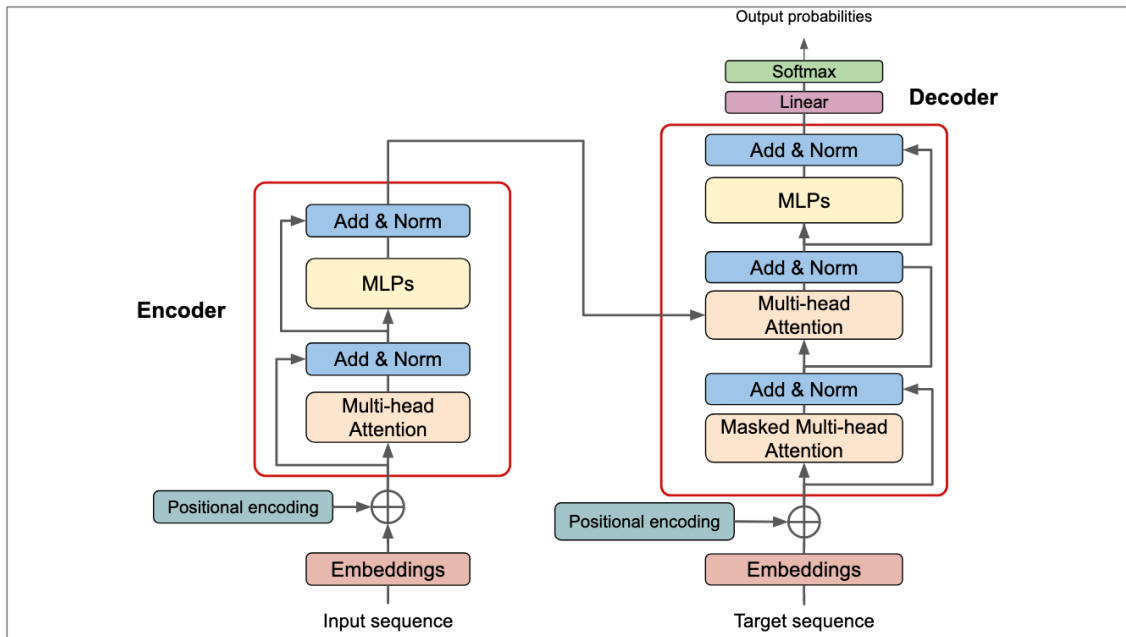 Output probabilities
Softmax
Linear
Decoder
Add & Norm
MLPs
Add & Norm
Multi-head
Attention
Add & Norm
Masked Multi-head
Attention
Positional encoding
Embeddings
Target sequence
Encoder
Add & Norm
MLPs
Add & Norm
Multi-head
Attention
Positional encoding
Embeddings
Input sequence